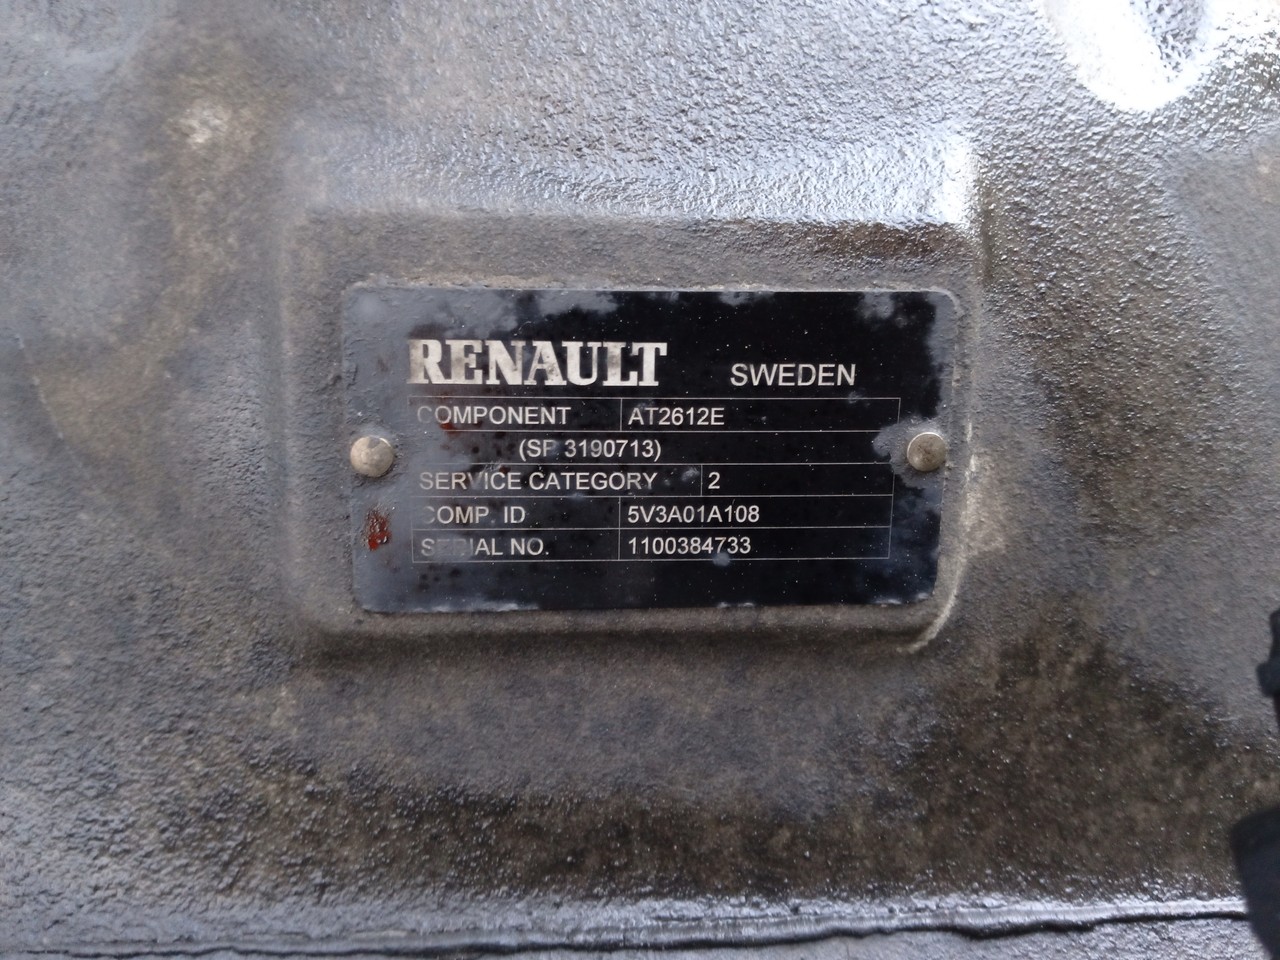 RENAULT SWEDEN
COMPONENT AT2612E
(SP 3190713)
SERVICE CATEGORY 2
COMP. ID 5V3A01A108
SERIAL NO. 1100384733